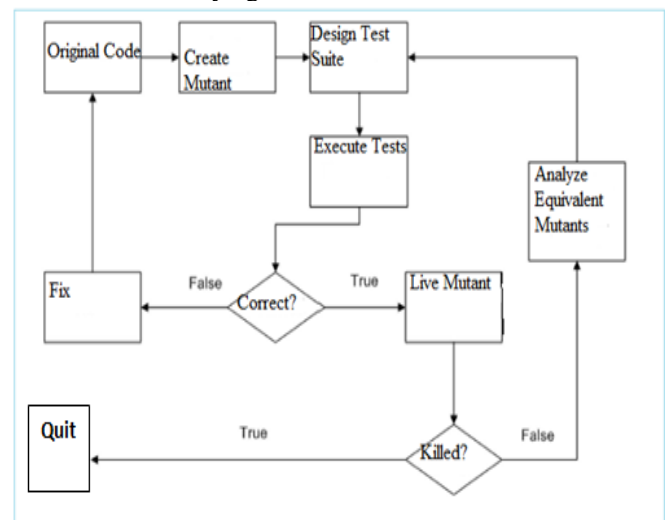 Original Code
Create
Mutant
Design Test
Suite
Execute Tests
Analyze
Equivalent
Mutants
Fix
False
Correct?
True
Live Mutant
Quit
True
Killed?
False